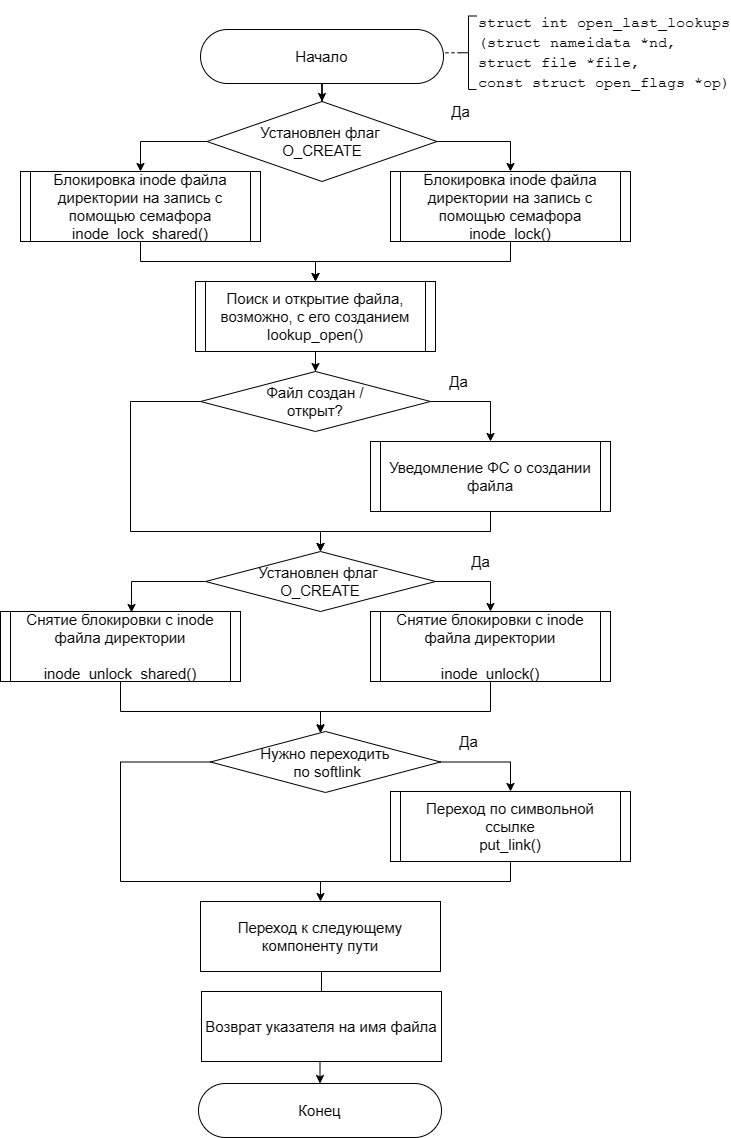 struct int open_last_lookups
(struct nameidata *nd,
struct file *file,
const struct open_flags *op)
Начало
Да
Установлен флаг
O_CREATE
Блокировка inode файла
директории на запись с
помощью семафора
inode_lock_shared()
Блокировка inode файла
директории на запись с
помощью семафора
inode_lock()
Поиск и открытие файла,
возможно, с его созданием
lookup_open()
Да
Файл создан /
открыт?
Уведомление ФС о создании
файла
Да
Установлен флаг
O_CREATE
Снятие блокировки с inode
файла директории
inode_unlock_shared()
Снятие блокировки с inode
файла директории
inode_unlock()
Да
Нужно переходить
по softlink
Переход по символьной
ссылке
put_link()
Переход к следующему
компоненту пути
Возврат указателя на имя файла
Конец